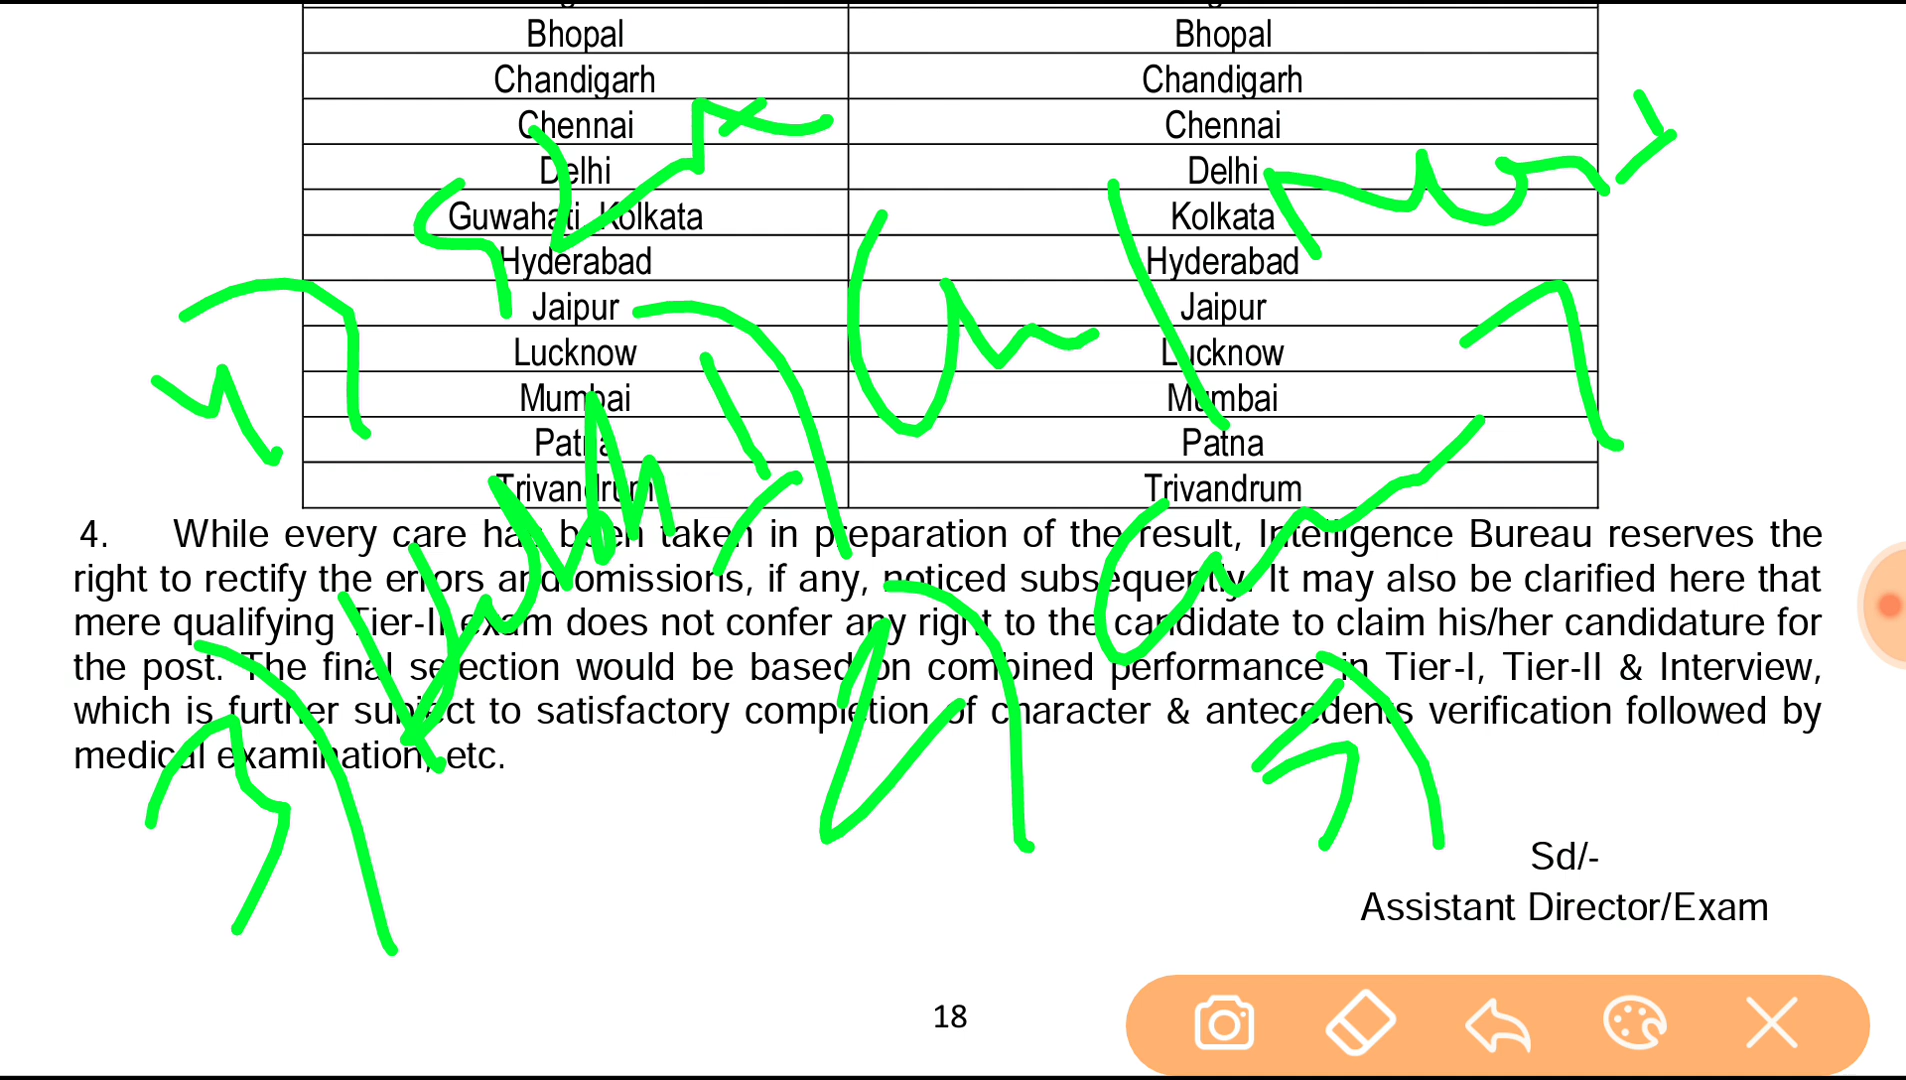 Bhopal Bhopal
Chandigarh Chandigarh
Chennai Chennai
Delhi Delhi
Guwahati, Kolkata Kolkata
Hyderabad Hyderabad
Jaipur Jaipur
Lucknow Lucknow
Mumbai Mumbai
Patna Patna
Trivandrum Trivandrum
4. While every care has been taken in preparation of the result, Intelligence Bureau reserves the
right to rectify the errors and omissions, if any, noticed subsequently. It may also be clarified here that
mere qualifying Tier-II exam does not confer any right to the candidate to claim his/her candidature for
the post. The final selection would be based on combined performance in Tier-I, Tier-II & Interview,
which is further subject to satisfactory completion of character & antecedents verification followed by
medical examination, etc.
Sd/-
Assistant Director/Exam
18